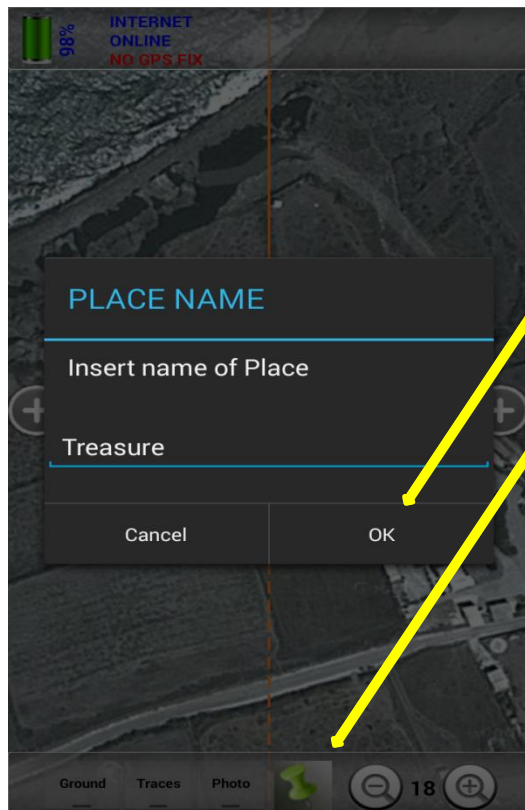 98%
INTERNET
ONLINE
NO GPS FIX
PLACE NAME
Insert name of Place
Treasure
Cancel OK
Ground Traces Photo 18